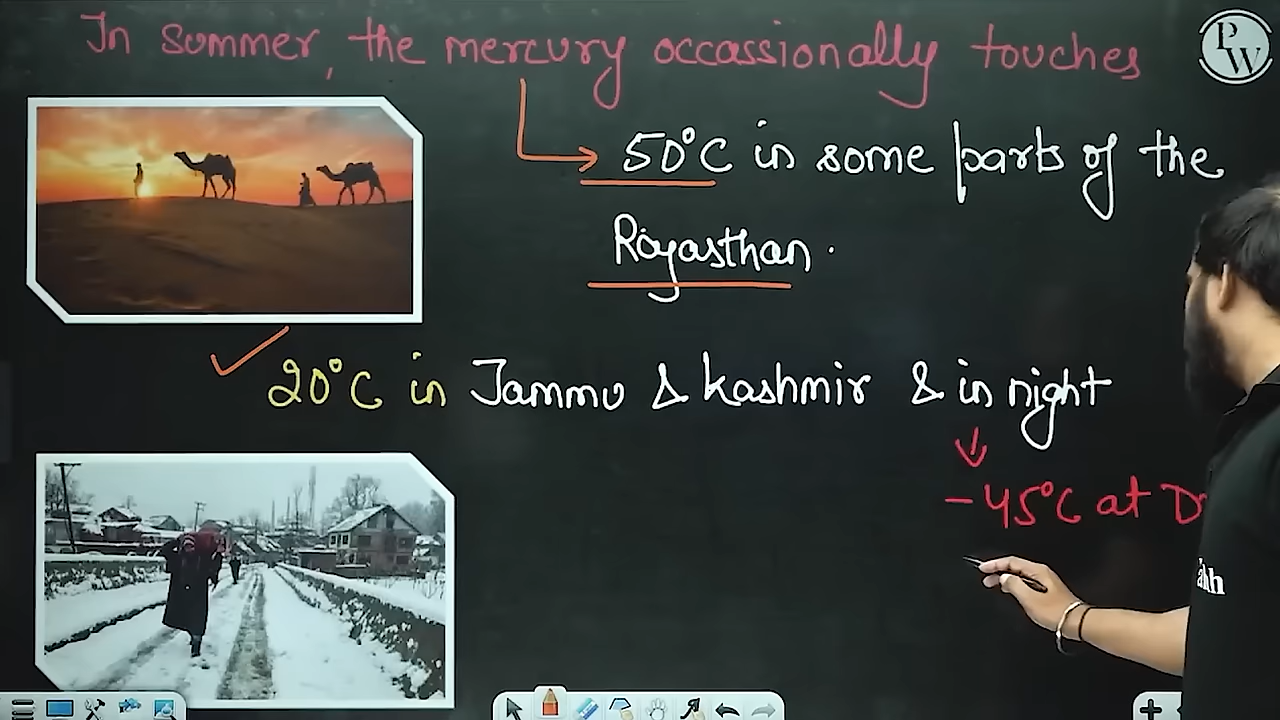 In summer, the mercury occassionally touches
PW
50°C in some parts of the
Rajasthan.
20°C in Jammu & Kashmir & in night
-45°C at